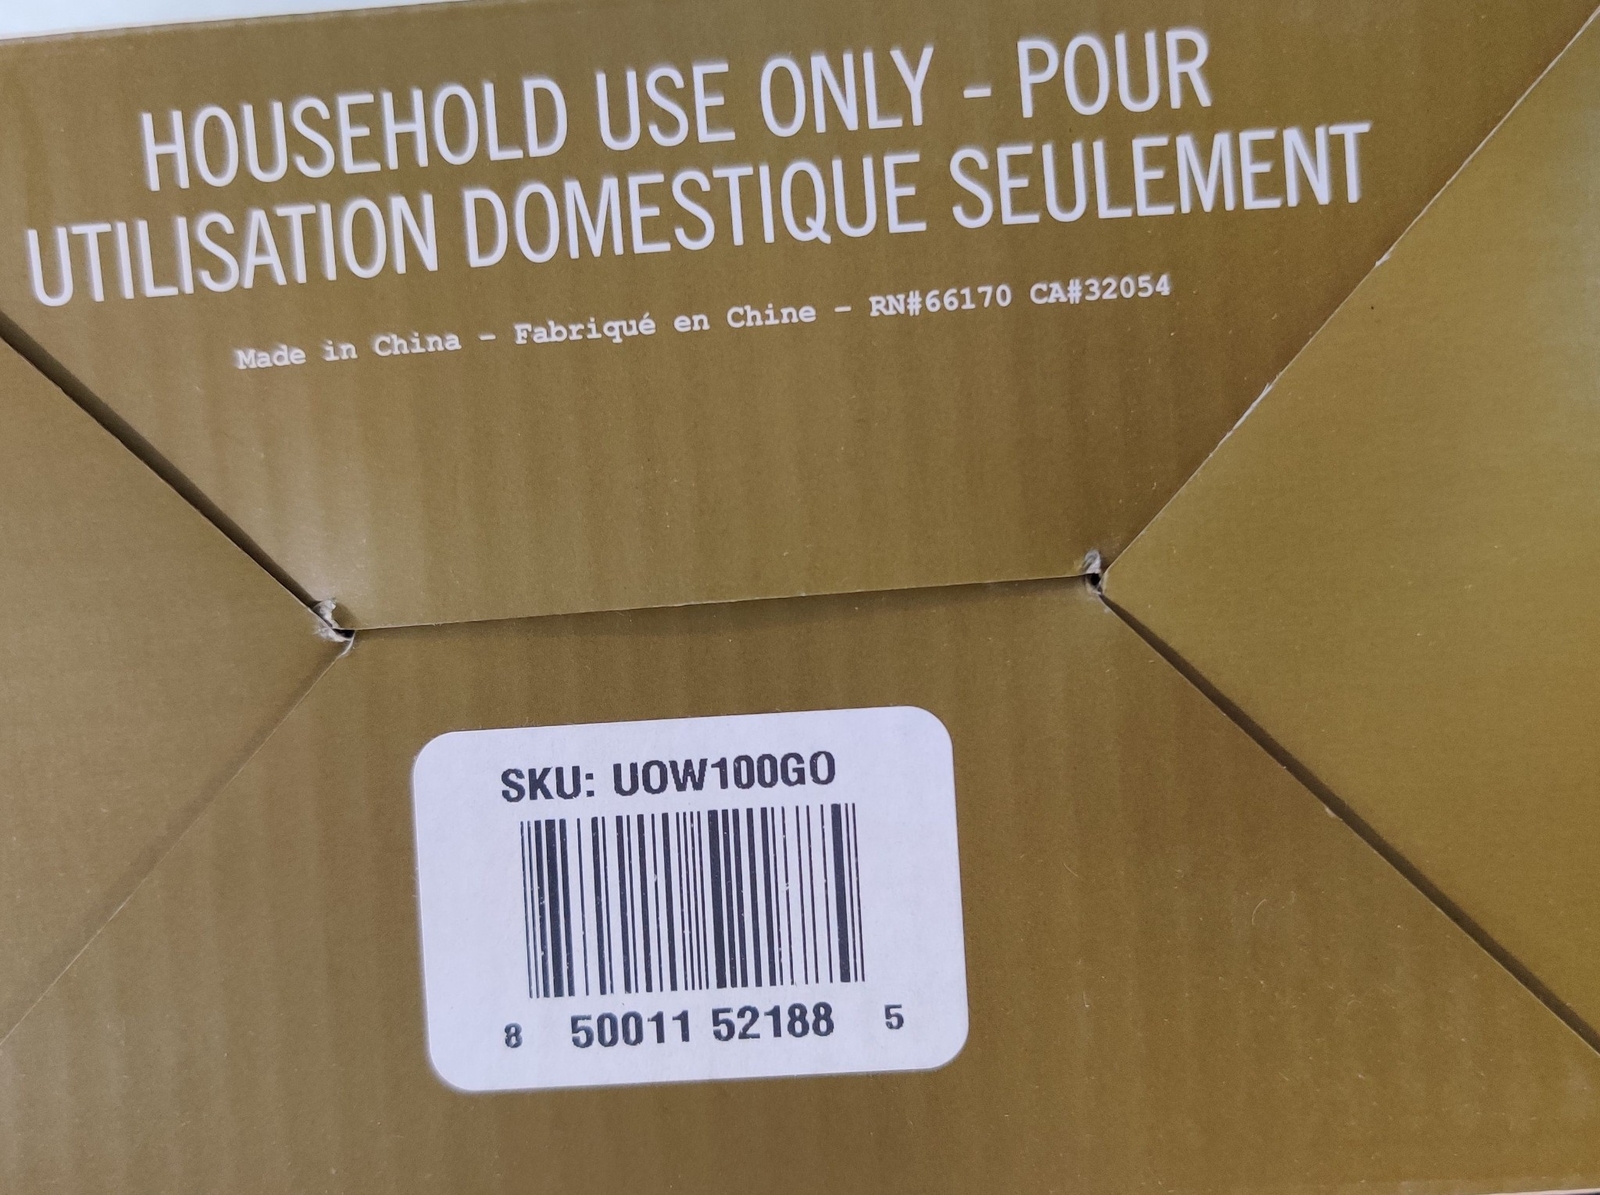 HOUSEHOLD USE ONLY - POUR
UTILISATION DOMESTIQUE SEULEMENT
Made in China - Fabriqué en Chine - RN#66170 CA#32054
SKU: UOW100GO
8 50011 52188 5